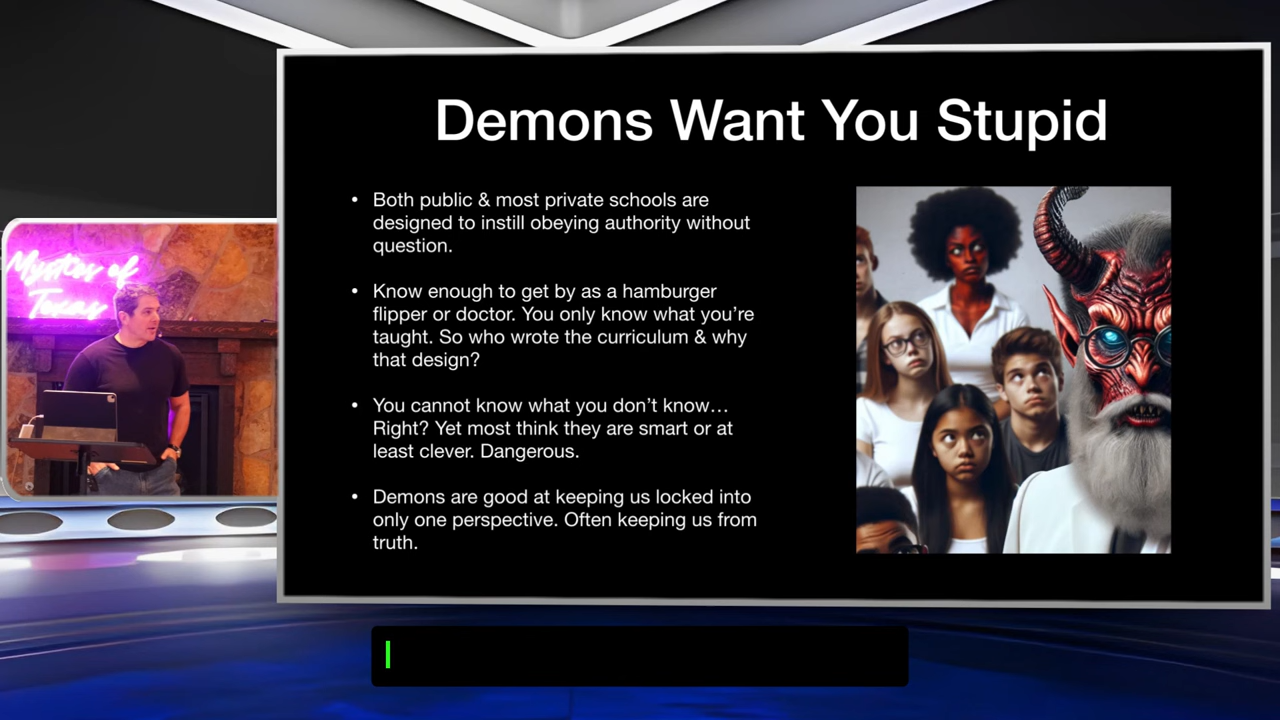 Demons Want You Stupid
• Both public & most private schools are
designed to instill obeying authority without
question.
• Know enough to get by as a hamburger
flipper or doctor. You only know what you’re
taught. So who wrote the curriculum & why
that design?
• You cannot know what you don’t know…
Right? Yet most think they are smart or at
least clever. Dangerous.
• Demons are good at keeping us locked into
only one perspective. Often keeping us from
truth.
Mystics of
Texas